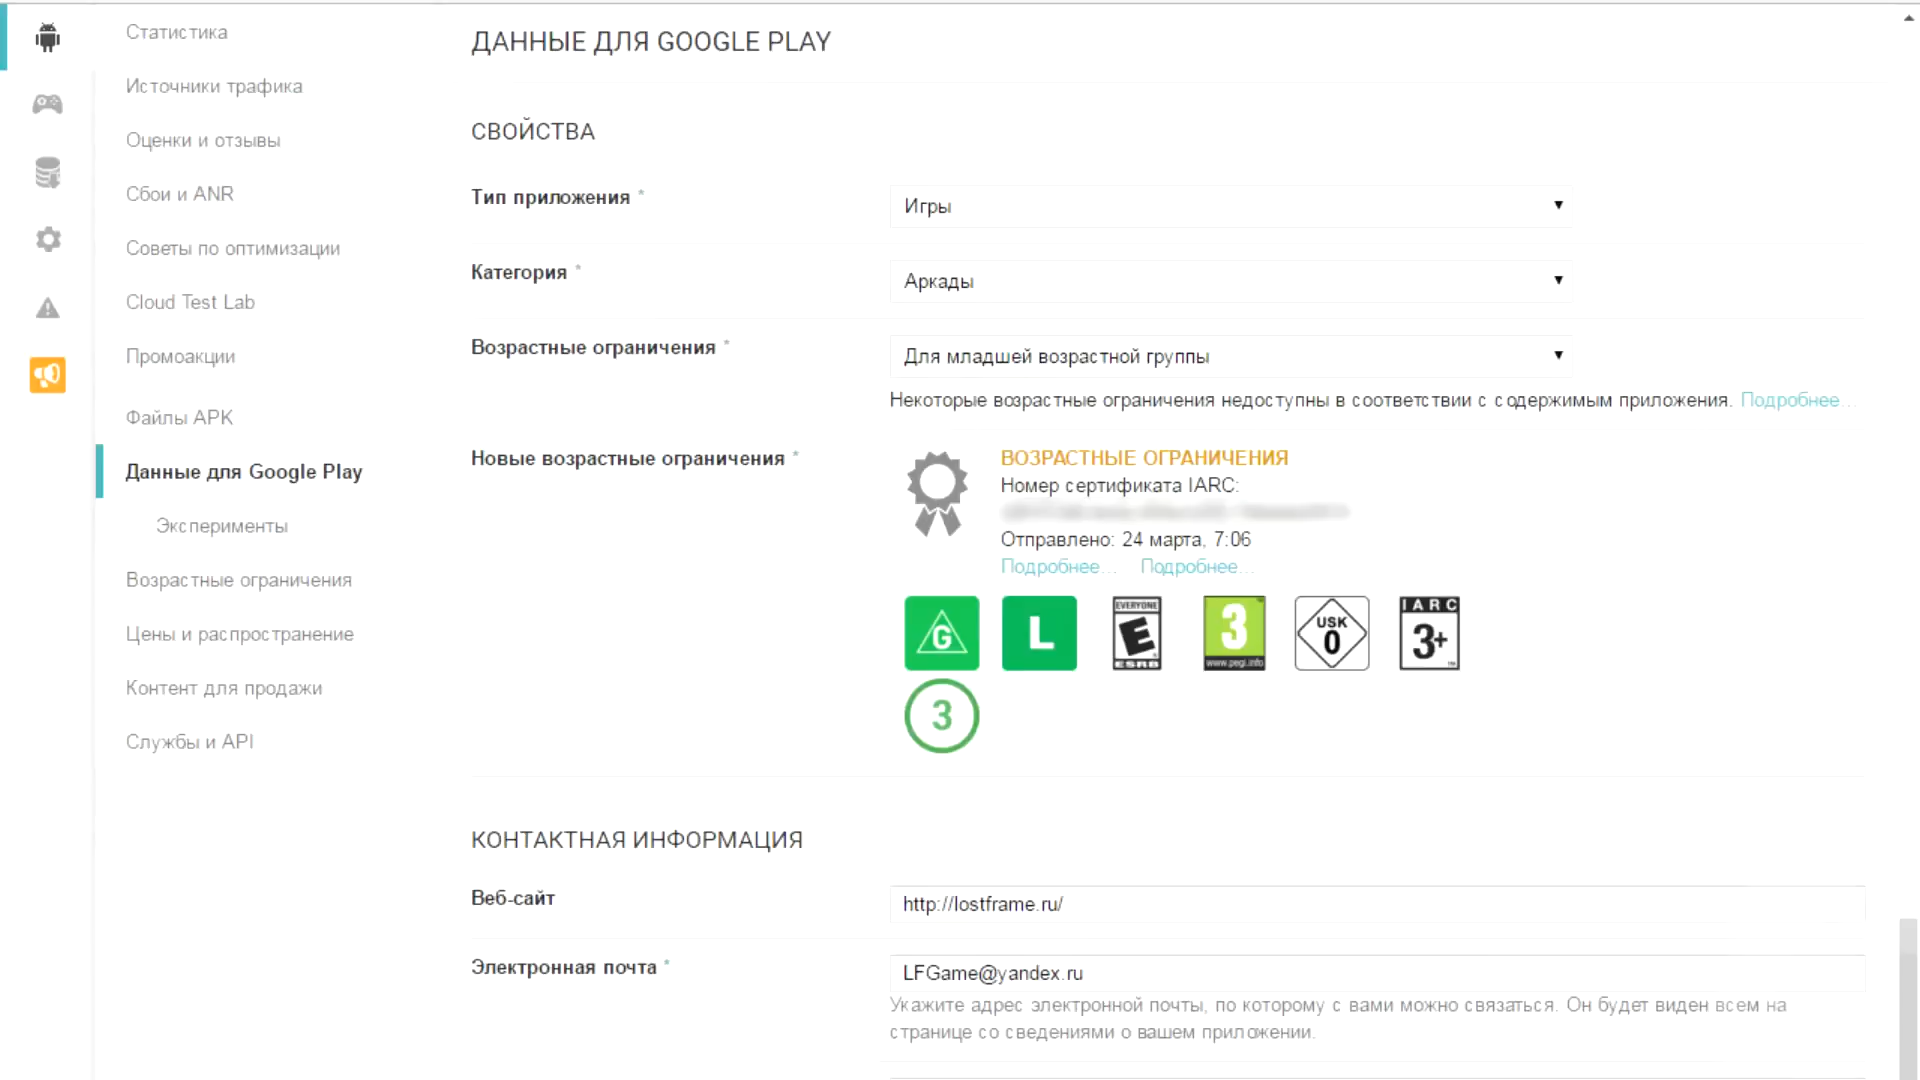 Статистика
Источники трафика
Оценки и отзывы
Сбои и ANR
Советы по оптимизации
Cloud Test Lab
Промоакции
Файлы APK
Данные для Google Play
Эксперименты
Возрастные ограничения
Цены и распространение
Контент для продажи
Службы и API
ДАННЫЕ ДЛЯ GOOGLE PLAY
СВОЙСТВА
Тип приложения *
Игры
Категория *
Аркады
Возрастные ограничения *
Для младшей возрастной группы
Некоторые возрастные ограничения недоступны в соответствии с содержимым приложения. Подробнее...
Новые возрастные ограничения *
ВОЗРАСТНЫЕ ОГРАНИЧЕНИЯ
Номер сертификата IARC:
Отправлено: 24 марта, 7:06
Подробнее... Подробнее...
G
L
EVERYONE
E
ESRB
3
www.pegi.info
USK
0
IARC
3+
3
КОНТАКТНАЯ ИНФОРМАЦИЯ
Веб-сайт
http://lostframe.ru/
Электронная почта *
LFGame@yandex.ru
Укажите адрес электронной почты, по которому с вами можно связаться. Он будет виден всем на
странице со сведениями о вашем приложении.